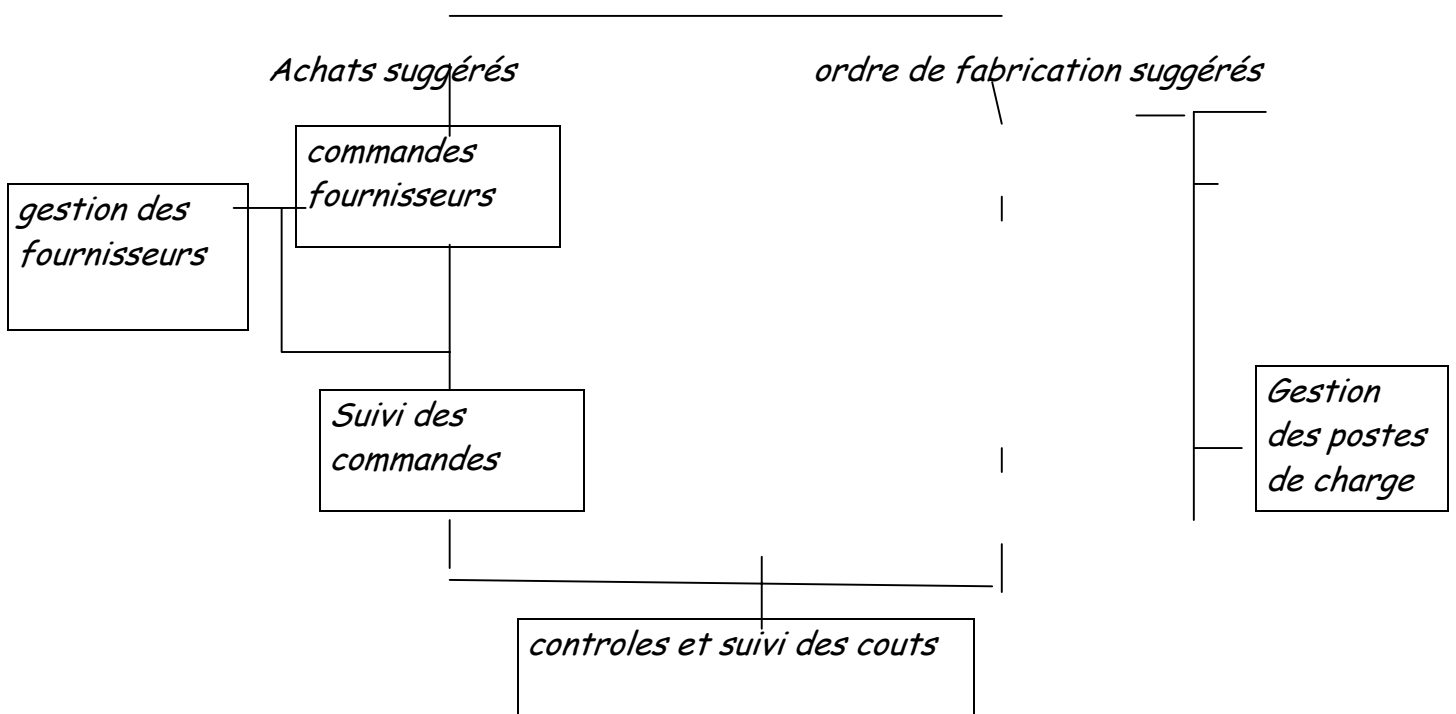 Achats suggérés
ordre de fabrication suggérés
commandes
fournisseurs
gestion des
fournisseurs
Suivi des
commandes
Gestion
des postes
de charge
controles et suivi des couts